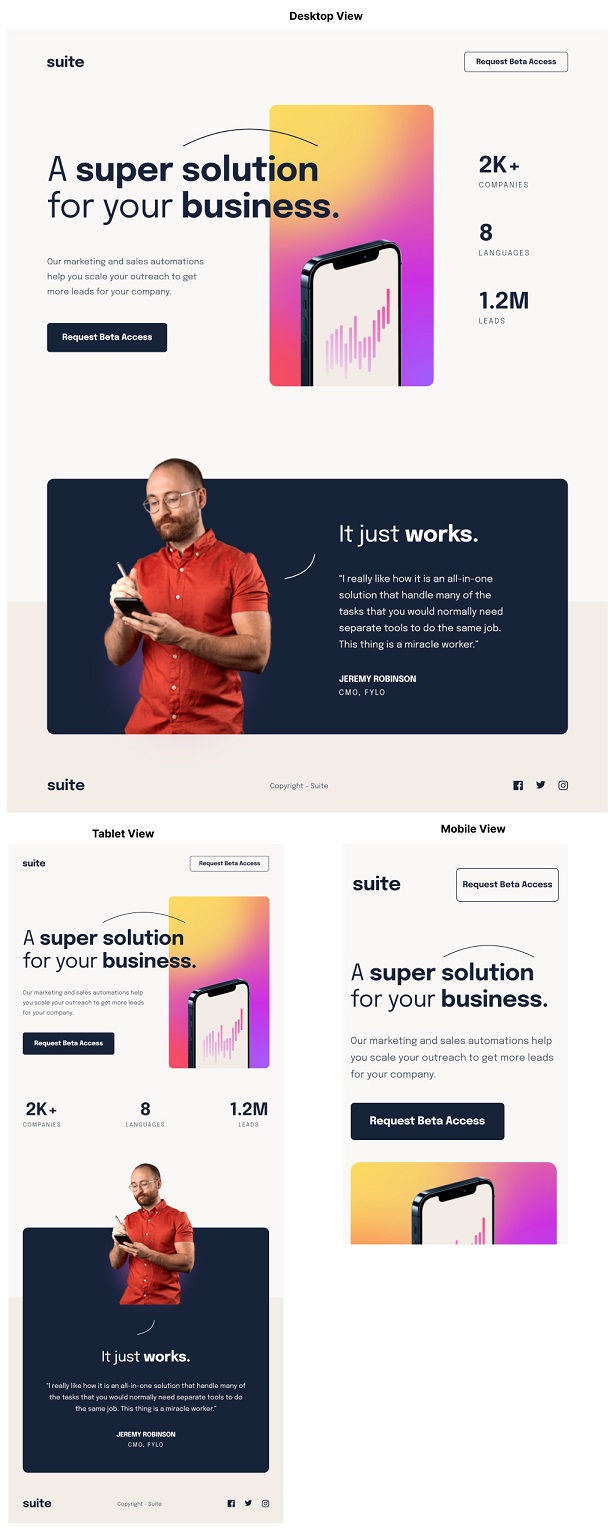 Desktop View
suite
Request Beta Access
A super solution
for your business.
Our marketing and sales automations
help you scale your outreach to get
more leads for your company.
Request Beta Access
2K+
COMPANIES
8
LANGUAGES
1.2M
LEADS
It just works.
“I really like how it is an all-in-one
solution that handle many of the
tasks that you would normally need
separate tools to do the same job.
This thing is a miracle worker.”
JEREMY ROBINSON
CMO, FYLO
suite
Copyright - Suite
Tablet View
suite
Request Beta Access
A super solution
for your business.
Our marketing and sales automations help
you scale your outreach to get more leads
for your company.
Request Beta Access
2K+
COMPANIES
8
LANGUAGES
1.2M
LEADS
It just works.
“I really like how it is an all-in-one solution that handle many of
the tasks that you would normally need separate tools to do
the same job. This thing is a miracle worker.”
JEREMY ROBINSON
CMO, FYLO
suite
Copyright - Suite
Mobile View
suite
Request Beta Access
A super solution
for your business.
Our marketing and sales automations help
you scale your outreach to get more leads
for your company.
Request Beta Access